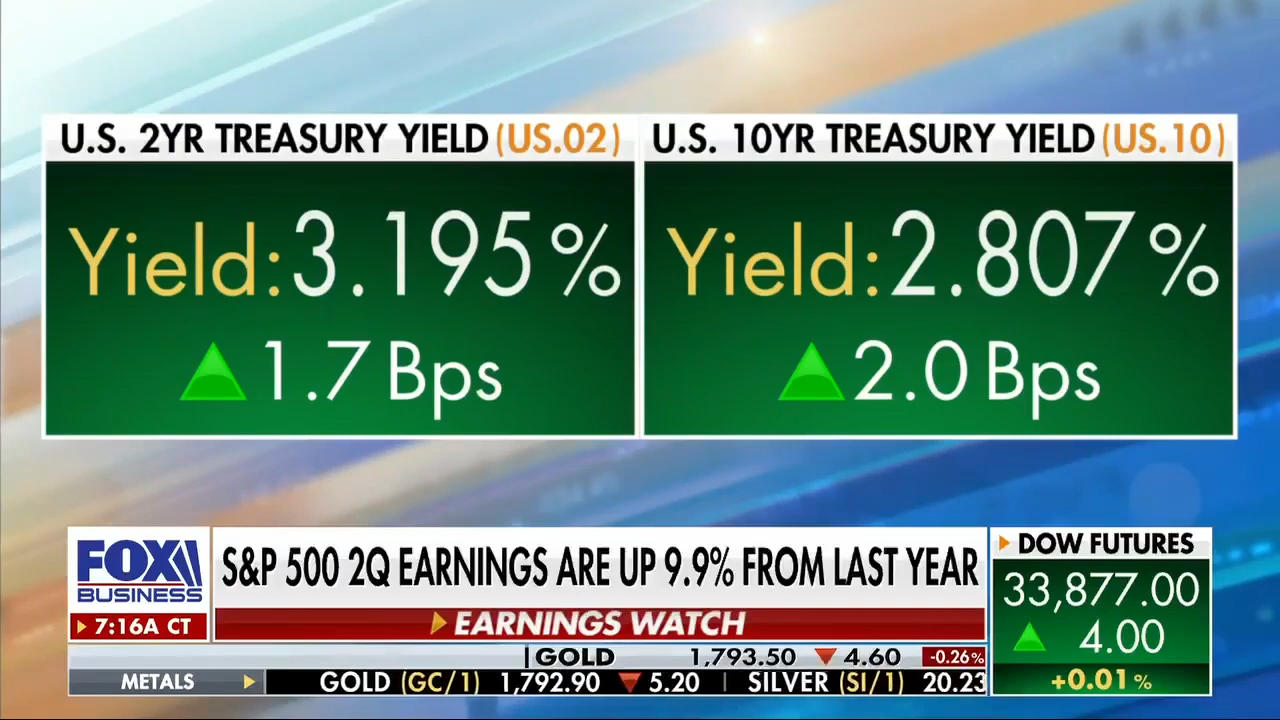 U.S. 2YR TREASURY YIELD (US.02)
Yield: 3.195%
1.7 Bps
U.S. 10YR TREASURY YIELD (US.10)
Yield: 2.807%
2.0 Bps
FOX BUSINESS
7:16A CT
S&P 500 2Q EARNINGS ARE UP 9.9% FROM LAST YEAR
EARNINGS WATCH
DOW FUTURES
33,877.00
4.00
+0.01%
GOLD 1,793.50 4.60 -0.26%
METALS GOLD (GC/1) 1,792.90 5.20 SILVER (SI/1) 20.23